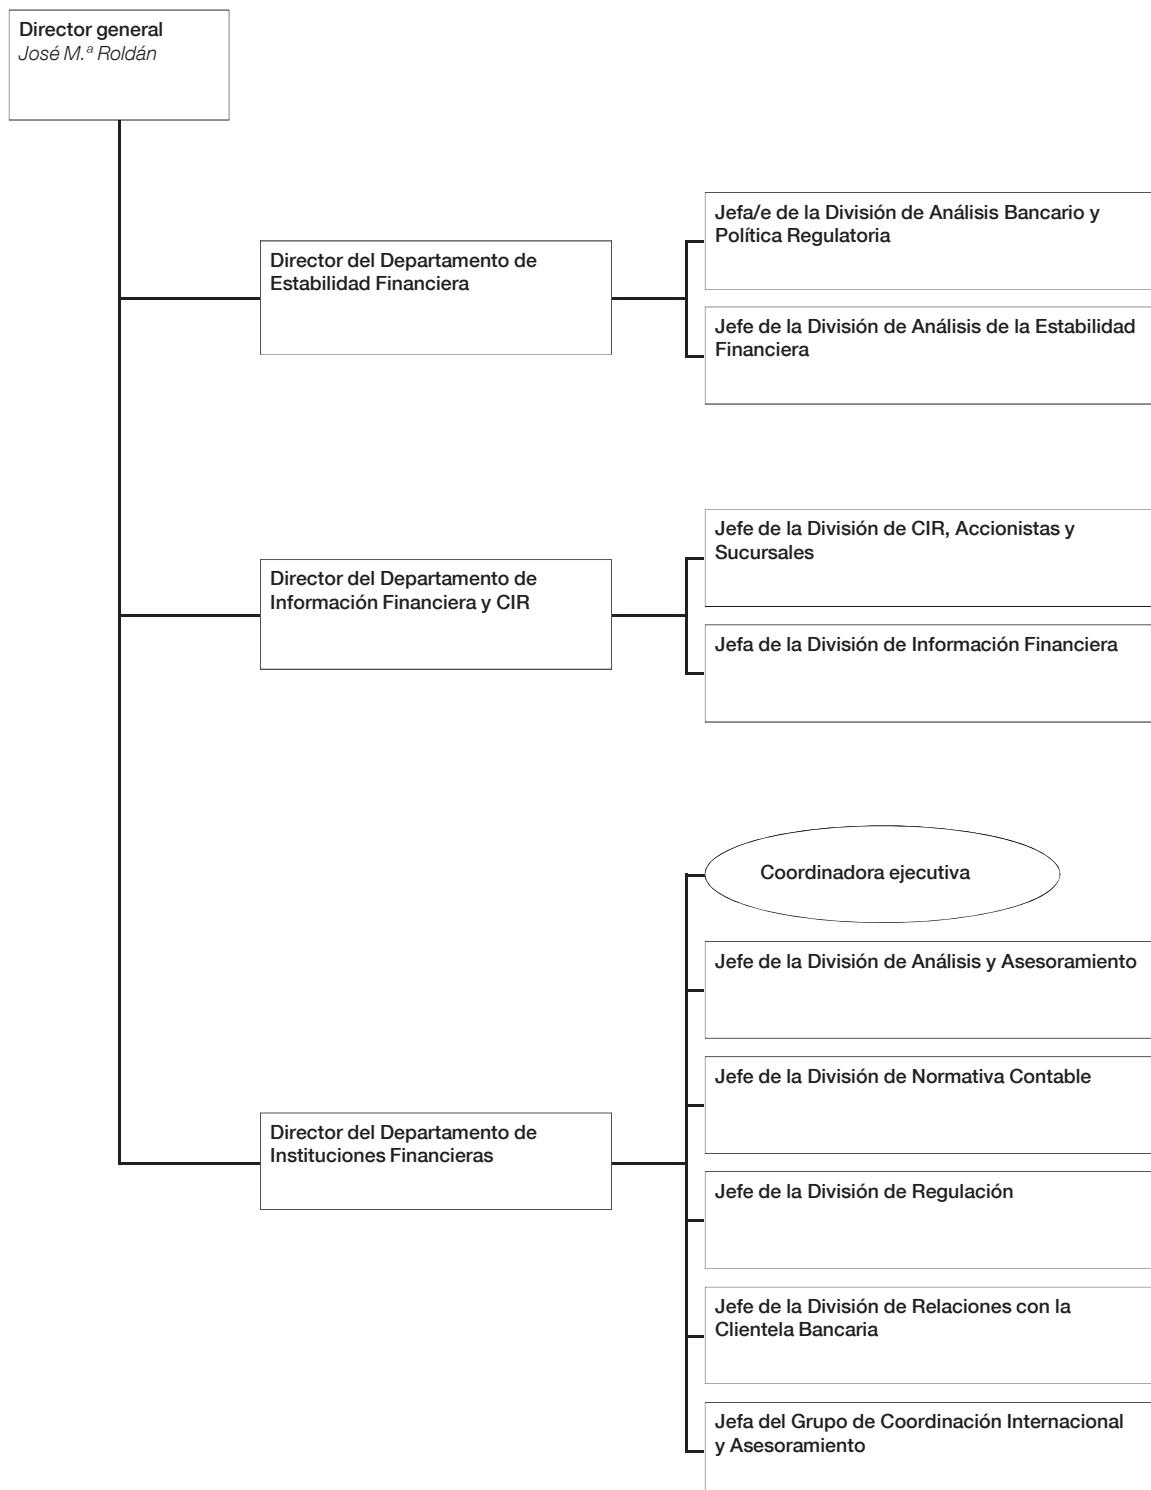 Director general
José M.ª Roldán
Director del Departamento de
Estabilidad Financiera
Jefa/e de la División de Análisis Bancario y
Política Regulatoria
Jefe de la División de Análisis de la Estabilidad
Financiera
Director del Departamento de
Información Financiera y CIR
Jefe de la División de CIR, Accionistas y
Sucursales
Jefa de la División de Información Financiera
Director del Departamento de
Instituciones Financieras
Coordinadora ejecutiva
Jefe de la División de Análisis y Asesoramiento
Jefe de la División de Normativa Contable
Jefe de la División de Regulación
Jefe de la División de Relaciones con la
Clientela Bancaria
Jefa del Grupo de Coordinación Internacional
y Asesoramiento